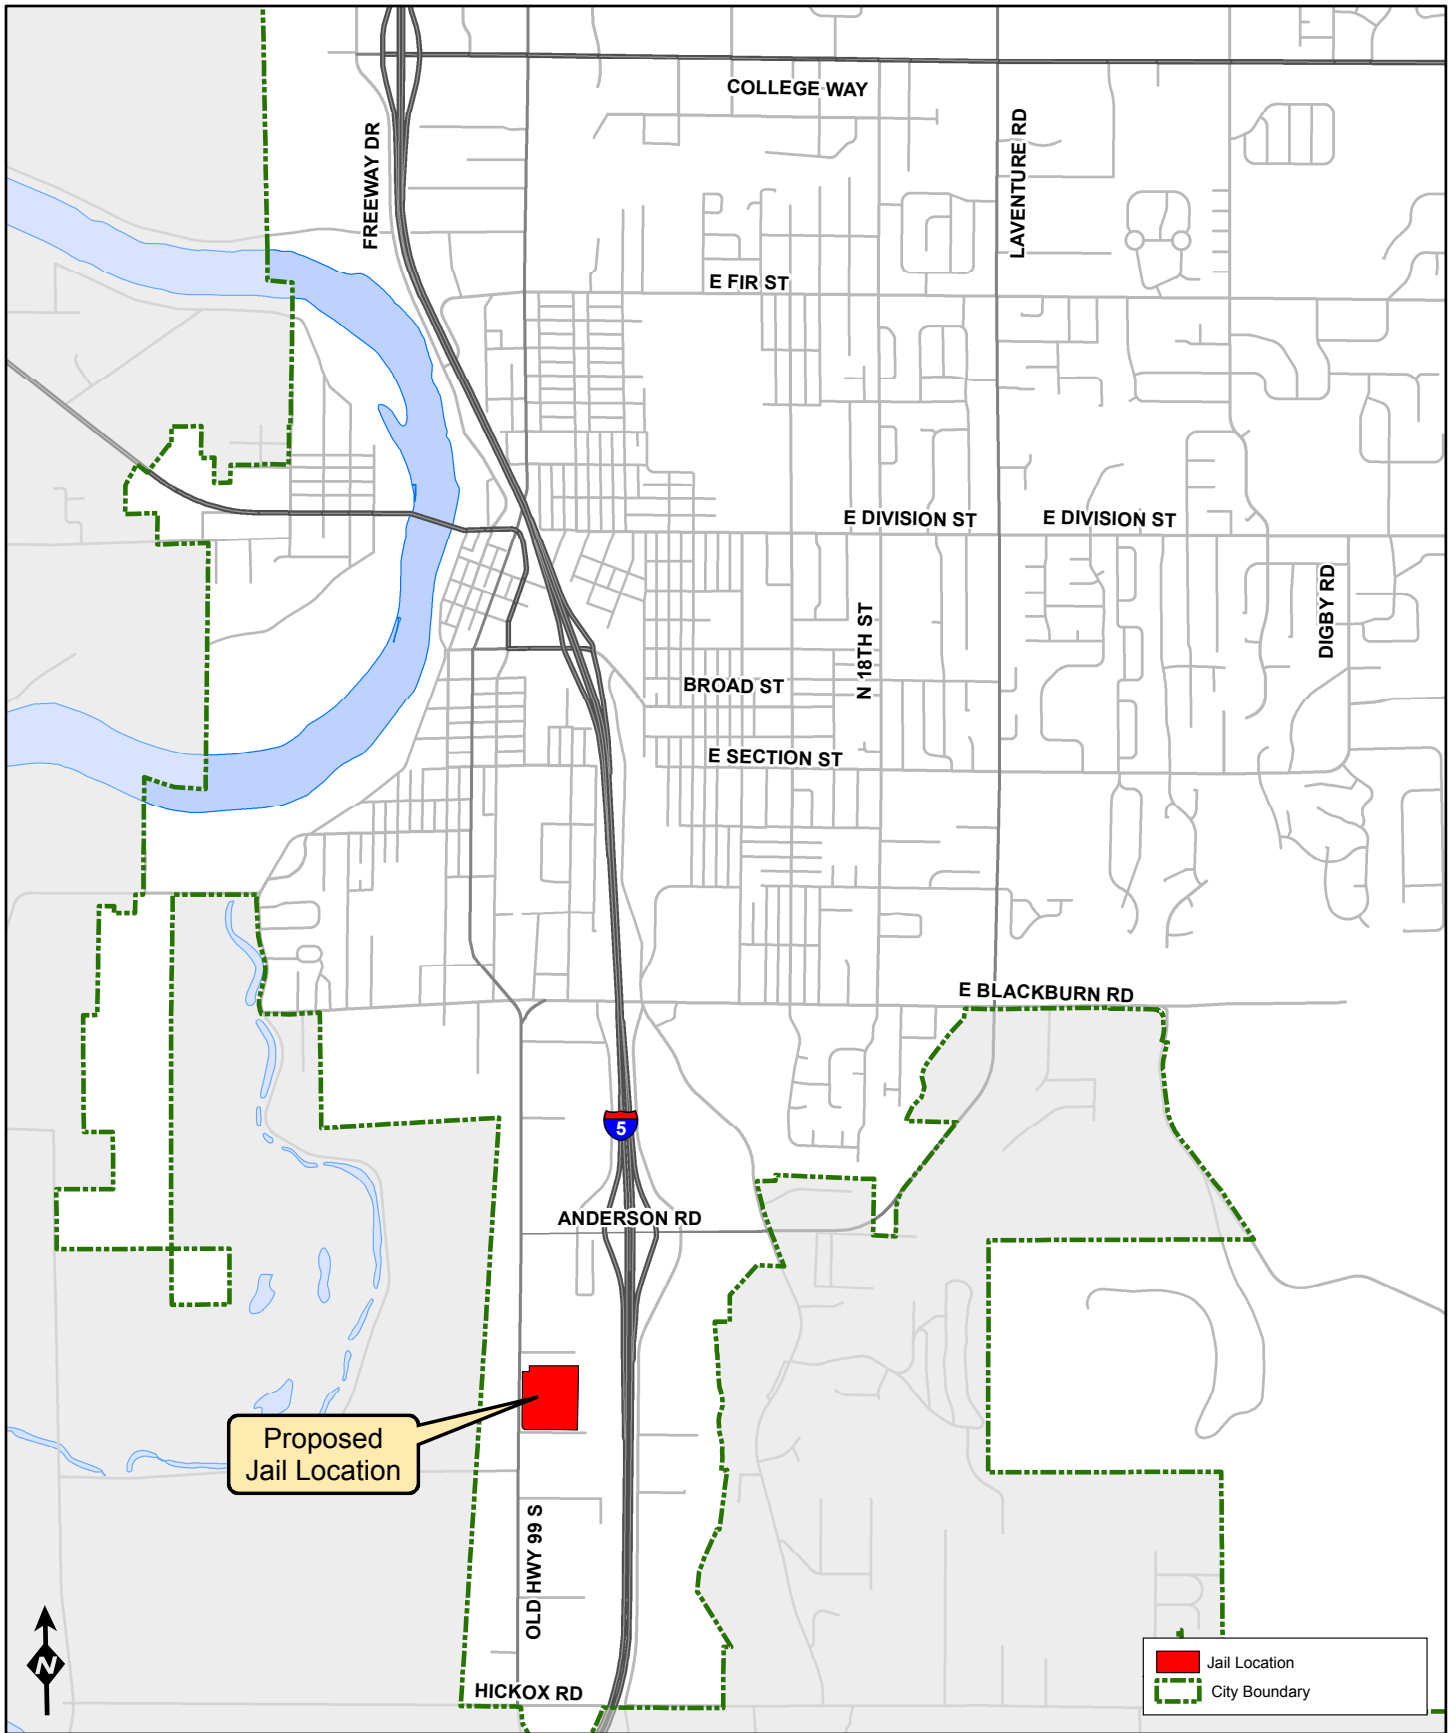 COLLEGE WAY
FREEWAY DR
LAVENTURE RD
E FIR ST
E DIVISION ST
E DIVISION ST
DIGBY RD
N 18TH ST
BROAD ST
E SECTION ST
E BLACKBURN RD
5
ANDERSON RD
Proposed
Jail Location
OLD HWY 99 S
HICKOX RD
N
Jail Location
City Boundary